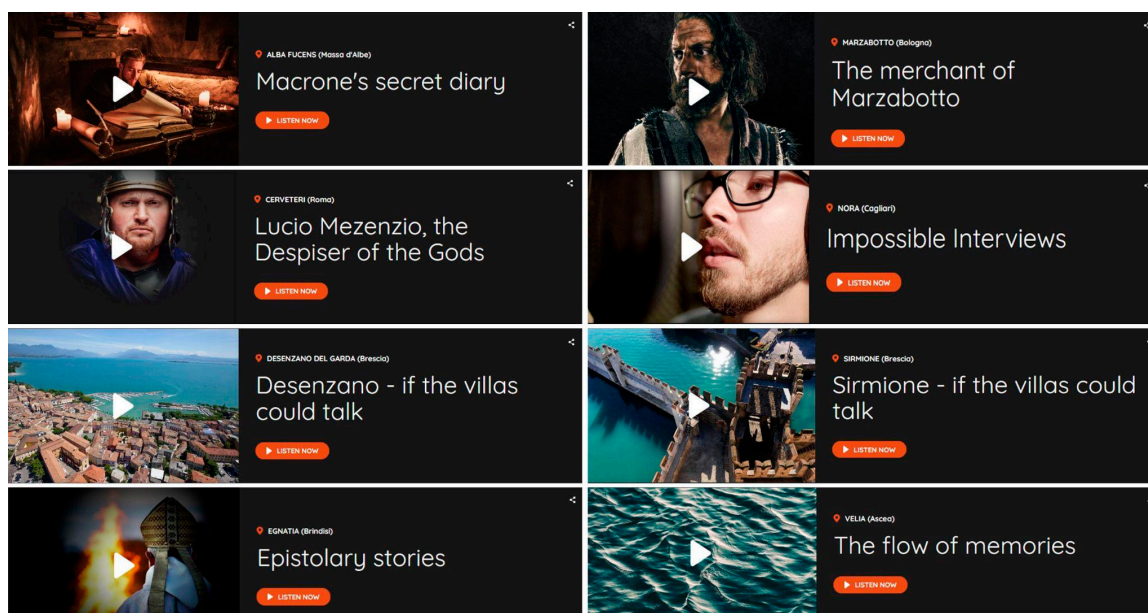 ALBA FUCENS (Massa d'Albe)
Macrone's secret diary
LISTEN NOW
MARZABOTTO (Bologna)
The merchant of
Marzabotto
LISTEN NOW
CERVETERI (Roma)
Lucio Mezenzio, the
Despiser of the Gods
LISTEN NOW
NORA (Cagliari)
Impossible Interviews
LISTEN NOW
DESENZANO DEL GARDA (Brescia)
Desenzano - if the villas
could talk
LISTEN NOW
SIRMIONE (Brescia)
Sirmione - if the villas could
talk
LISTEN NOW
EGNATIA (Brindisi)
Epistolary stories
LISTEN NOW
VELIA (Ascea)
The flow of memories
LISTEN NOW